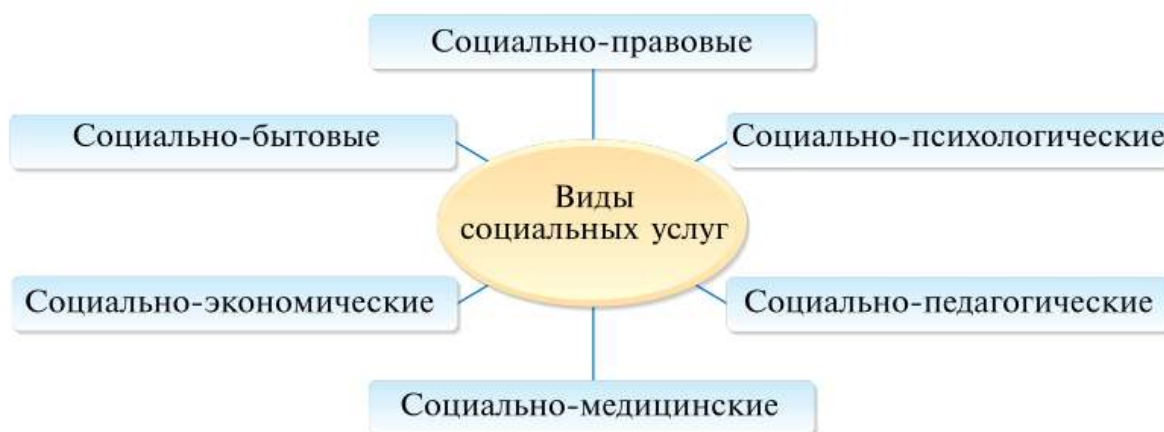 Социально-правовые
Социально-бытовые
Социально-психологические
Виды
социальных услуг
Социально-экономические
Социально-педагогические
Социально-медицинские